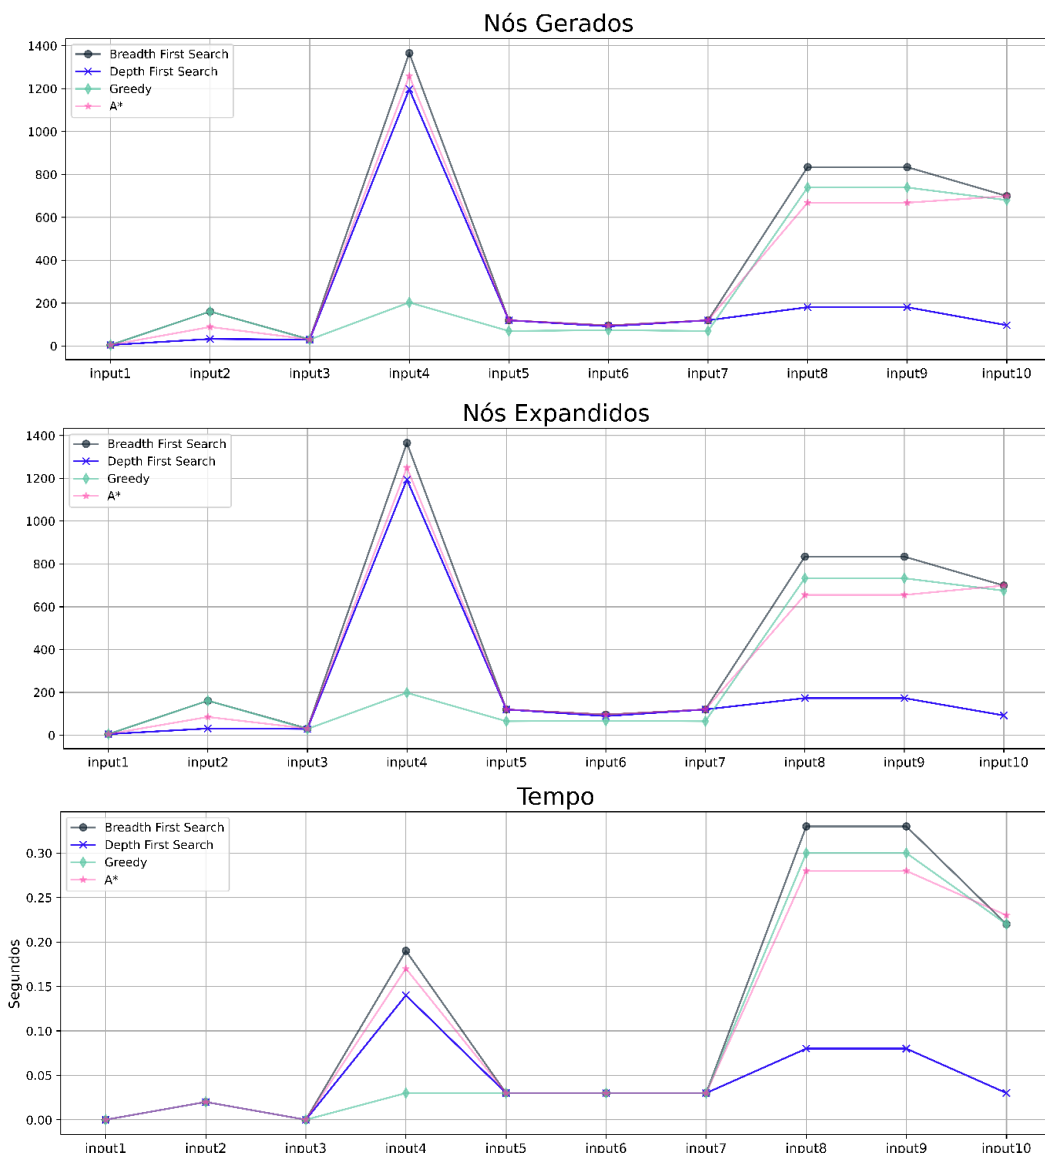 Nós Gerados
1400
1200
1000
800
600
400
200
0
Breadth First Search
Depth First Search
Greedy
A*
input1 input2 input3 input4 input5 input6 input7 input8 input9 input10
Nós Expandidos
1400
1200
1000
800
600
400
200
0
Breadth First Search
Depth First Search
Greedy
A*
input1 input2 input3 input4 input5 input6 input7 input8 input9 input10
Tempo
Segundos
0.30
0.25
0.20
0.15
0.10
0.05
0.00
Breadth First Search
Depth First Search
Greedy
A*
input1 input2 input3 input4 input5 input6 input7 input8 input9 input10